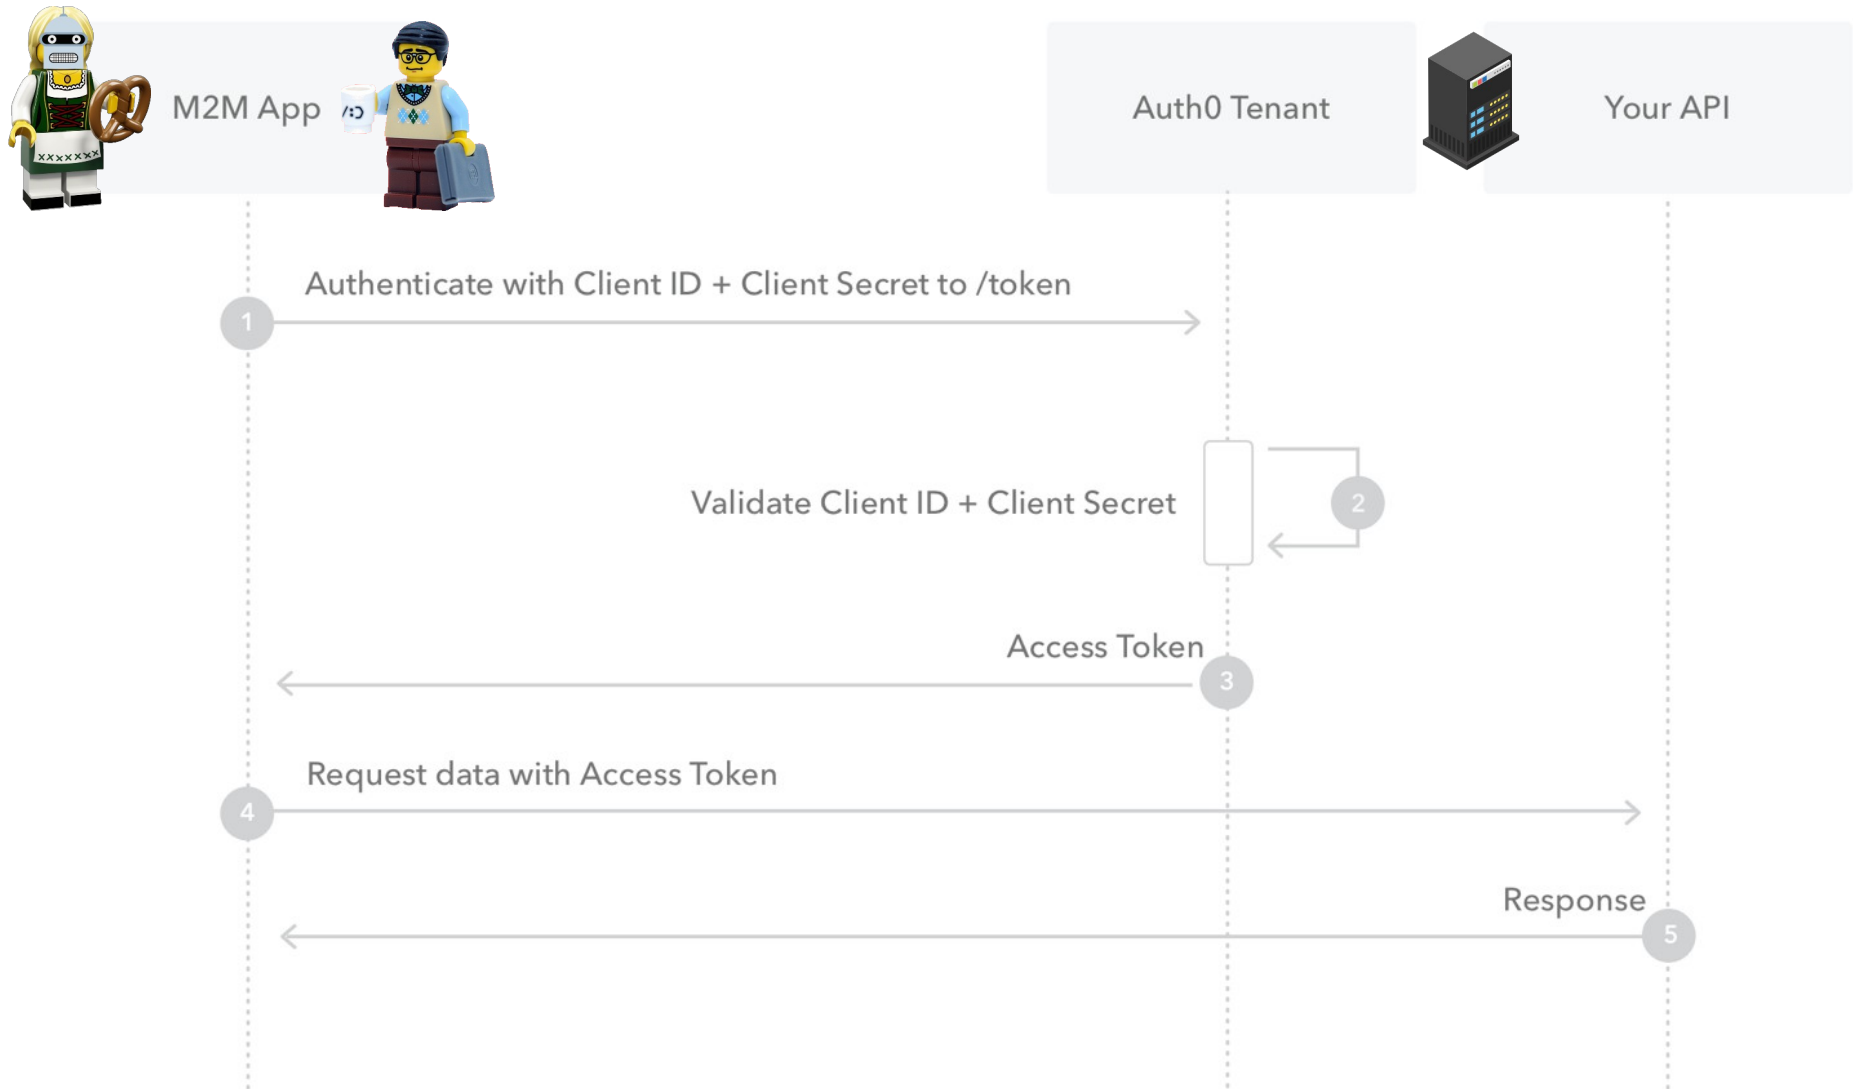 M2M App
Auth0 Tenant
Your API
Authenticate with Client ID + Client Secret to /token
1
Validate Client ID + Client Secret
2
Access Token
3
Request data with Access Token
4
Response
5